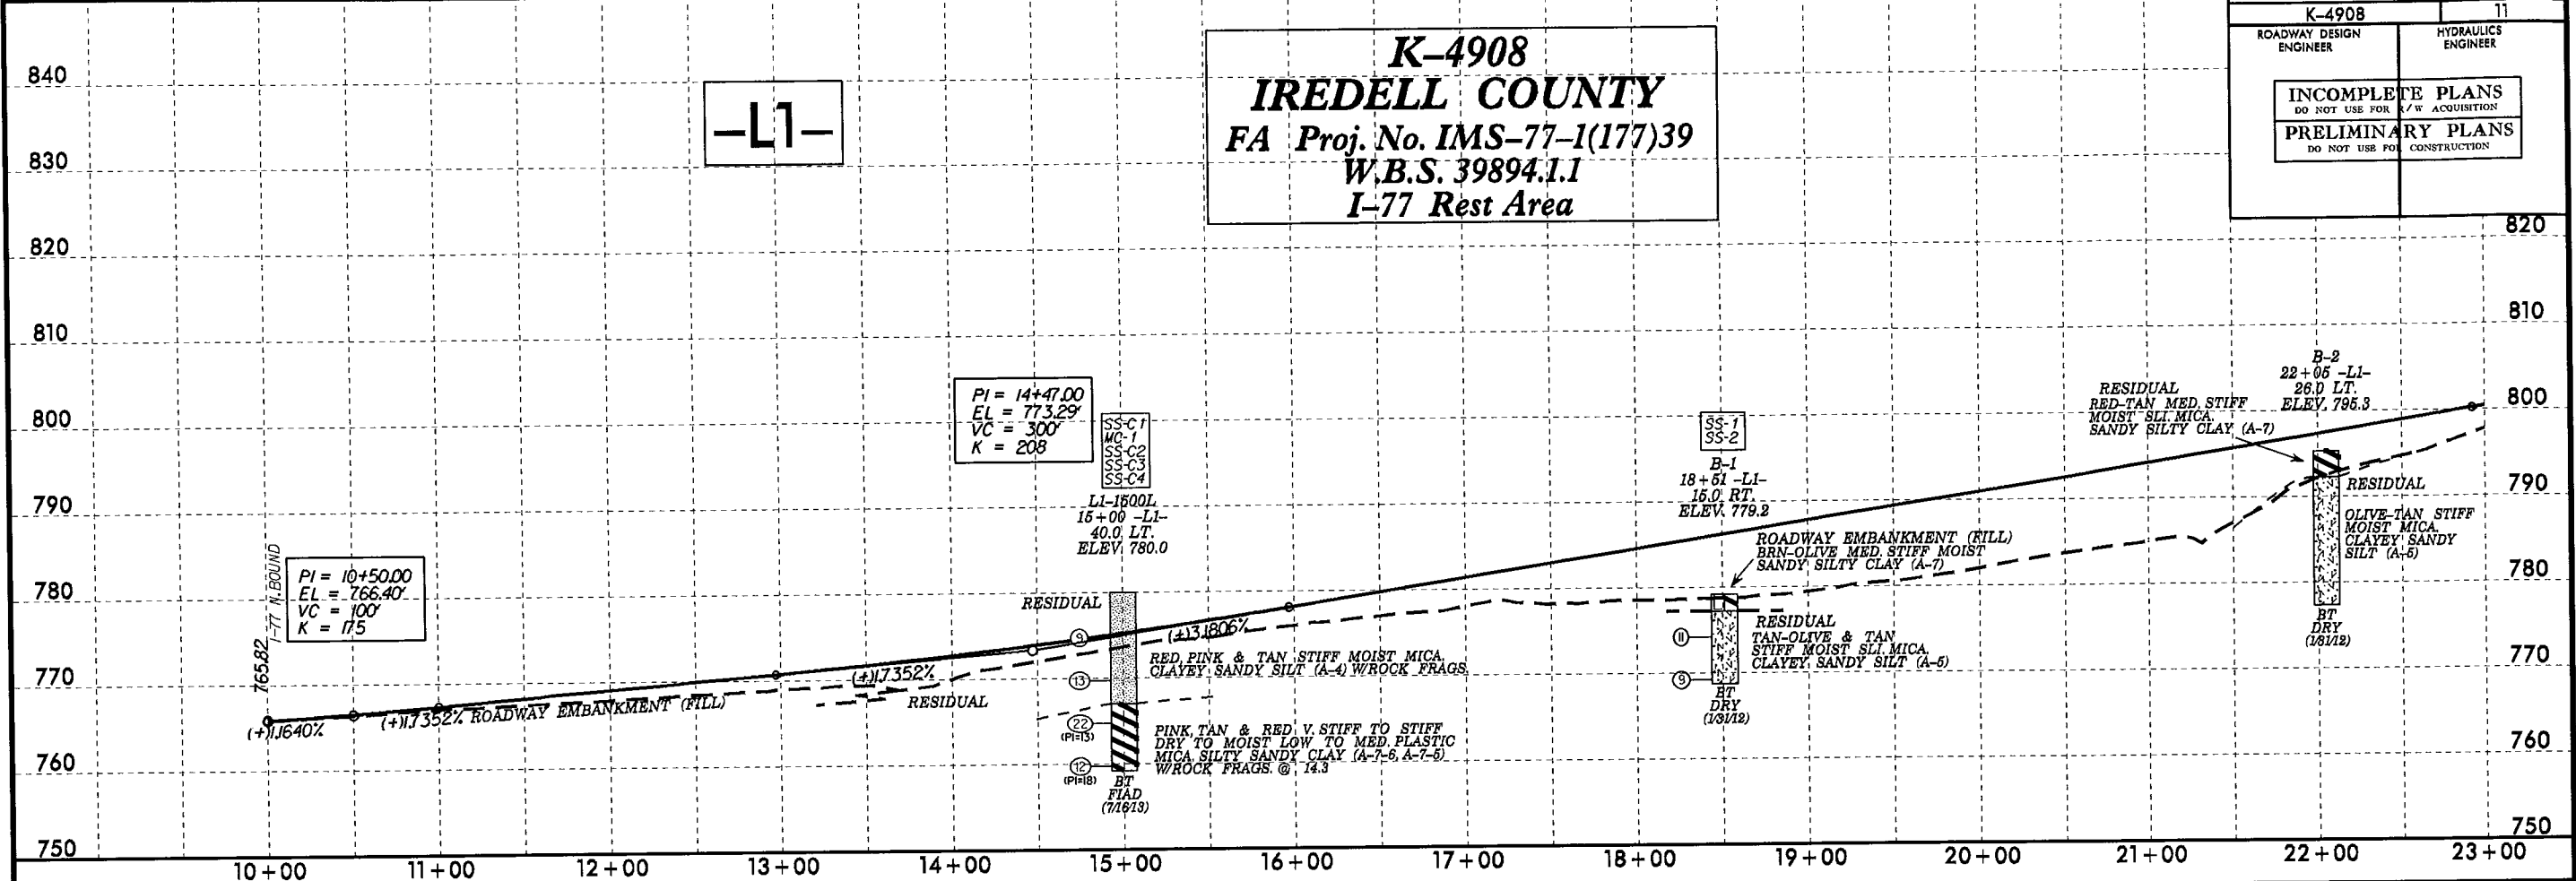 K-4908 11
ROADWAY DESIGN
ENGINEER
HYDRAULICS
ENGINEER
INCOMPLETE PLANS
DO NOT USE FOR R/W ACQUISITION
PRELIMINARY PLANS
DO NOT USE FOR CONSTRUCTION
K-4908
IREDELL COUNTY
FA Proj. No. IMS-77-1(177)39
W.B.S. 39894.1.1
I-77 Rest Area
-L1-
840
830
820
810
800
790
780
770
760
750
820
810
800
790
780
770
760
750
I-77 N.BOUND
765.82
PI = 10+50.00
EL = 766.40'
VC = 100'
K = 175
PI = 14+47.00
EL = 773.29'
VC = 300'
K = 208
(+)1.1640%
(+)1.7352%
ROADWAY EMBANKMENT (FILL)
(+)1.7352%
RESIDUAL
(+)3.1806%
SS-C1
MC-1
SS-C2
SS-C3
SS-C4
L1-1500L
15+00 -L1-
40.0 LT.
ELEV. 780.0
RESIDUAL
9
13
22
(PI=13)
12
(PI=18)
RED, PINK & TAN STIFF MOIST MICA.
CLAYEY SANDY SILT (A-4) W/ROCK FRAGS.
PINK, TAN & RED V. STIFF TO STIFF
DRY TO MOIST LOW TO MED. PLASTIC
MICA. SILTY SANDY CLAY (A-7-6, A-7-5)
W/ROCK FRAGS. @ 14.3
BT
FIAD
(7/16/13)
SS-1
SS-2
B-1
18+51 -L1-
15.0 RT.
ELEV. 779.2
ROADWAY EMBANKMENT (FILL)
BRN-OLIVE MED. STIFF MOIST
SANDY SILTY CLAY (A-7)
RESIDUAL
TAN-OLIVE & TAN
STIFF MOIST SLI. MICA.
CLAYEY SANDY SILT (A-5)
11
9
BT
DRY
(1/31/12)
B-2
22+05 -L1-
26.0 LT.
ELEV. 795.3
RESIDUAL
RED-TAN MED. STIFF
MOIST SLI. MICA.
SANDY SILTY CLAY (A-7)
RESIDUAL
OLIVE-TAN STIFF
MOIST MICA.
CLAYEY SANDY
SILT (A-5)
BT
DRY
(1/31/12)
10+00 11+00 12+00 13+00 14+00 15+00 16+00 17+00 18+00 19+00 20+00 21+00 22+00 23+00